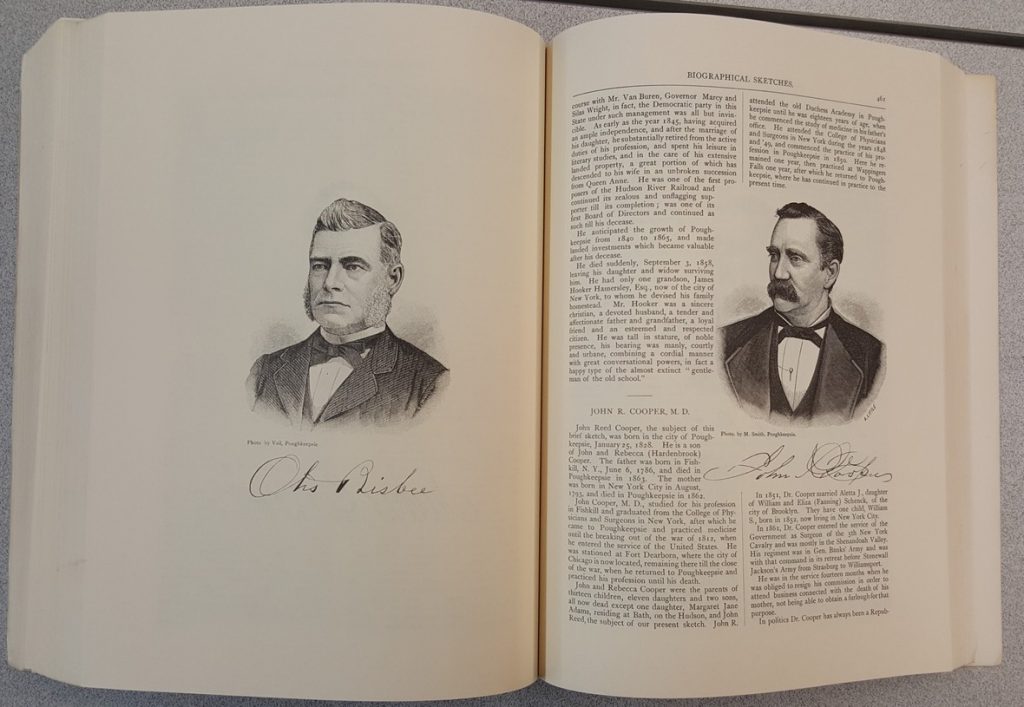 Photo by Vail, Poughkeepsie
Otis Bisbee
BIOGRAPHICAL SKETCHES.
461
course with Mr. Van Buren, Governor Marcy and
Silas Wright, in fact, the Democratic party in this
State under such management was all but invin-
cible. As early as the year 1845, having acquired
an ample independence, and after the marriage of
his daughter, he substantially retired from the active
duties of his profession, and spent his leisure in
literary studies, and in the care of his extensive
landed property, a great portion of which has
descended to his wife in an unbroken succession
from Queen Anne. He was one of the first pro-
posers of the Hudson River Railroad and
continued its zealous and unflagging sup-
porter till its completion; was one of its
first Board of Directors and continued as
such till his decease.
He anticipated the growth of Pough-
keepsie from 1840 to 1865, and made
landed investments which became valuable
after his decease.
He died suddenly, September 3, 1858,
leaving his daughter and widow surviving
him. He had only one grandson, James
Hooker Hamersley, Esq., now of the city of
New York, to whom he devised his family
homestead. Mr. Hooker was a sincere
christian, a devoted husband, a tender and
affectionate father and grandfather, a loyal
friend and an esteemed and respected
citizen. He was tall in stature, of noble
presence, his bearing was manly, courtly
and urbane, combining a cordial manner
with great conversational powers, in fact a
happy type of the almost extinct "gentle-
man of the old school."
JOHN R. COOPER, M. D.
John Reed Cooper, the subject of this
brief sketch, was born in the city of Pough-
keepsie, January 25, 1828. He is a son
of John and Rebecca (Hardenbrook)
Cooper. The father was born in Fish-
kill, N. Y., June 6, 1786, and died in
Poughkeepsie in 1863. The mother
was born in New York City in August,
1795, and died in Poughkeepsie in 1862.
John Cooper, M. D., studied for his profession
in Fishkill and graduated from the College of Phy-
sicians and Surgeons in New York, after which he
came to Poughkeepsie and practiced medicine
until the breaking out of the war of 1812, when
he entered the service of the United States. He
was stationed at Fort Dearborn, where the city of
Chicago is now located, remaining there till the close
of the war, when he returned to Poughkeepsie and
practiced his profession until his death.
John and Rebecca Cooper were the parents of
thirteen children, eleven daughters and two sons,
all now dead except one daughter, Margaret Jane
Adams, residing at Bath, on the Hudson, and John
Reed, the subject of our present sketch. John R.
attended the old Duchess Academy in Pough-
keepsie until he was eighteen years of age, when
he commenced the study of medicine in his father's
office. He attended the College of Physicians
and Surgeons in New York during the years 1848
and '49, and commenced the practice of his pro-
fession in Poughkeepsie in 1850. Here he re-
mained one year, then practiced at Wappingers
Falls one year, after which he returned to Pough-
keepsie, where he has continued in practice to the
present time.
Photo. by M. Smith, Poughkeepsie.
John R Cooper
In 1851, Dr. Cooper married Aletta J., daughter
of William and Eliza (Fanning) Schenck, of the
city of Brooklyn. They have one child, William
S., born in 1852, now living in New York City.
In 1861, Dr. Cooper entered the service of the
Government as Surgeon of the 5th New York
Cavalry and was mostly in the Shenandoah Valley.
His regiment was in Gen. Banks' Army and was
with that command in its retreat before Stonewall
Jackson's Army from Strasburg to Williamsport.
He was in the service fourteen months when he
was obliged to resign his commission in order to
attend business connected with the death of his
mother, not being able to obtain a furlough for that
purpose.
In politics Dr. Cooper has always been a Repub-